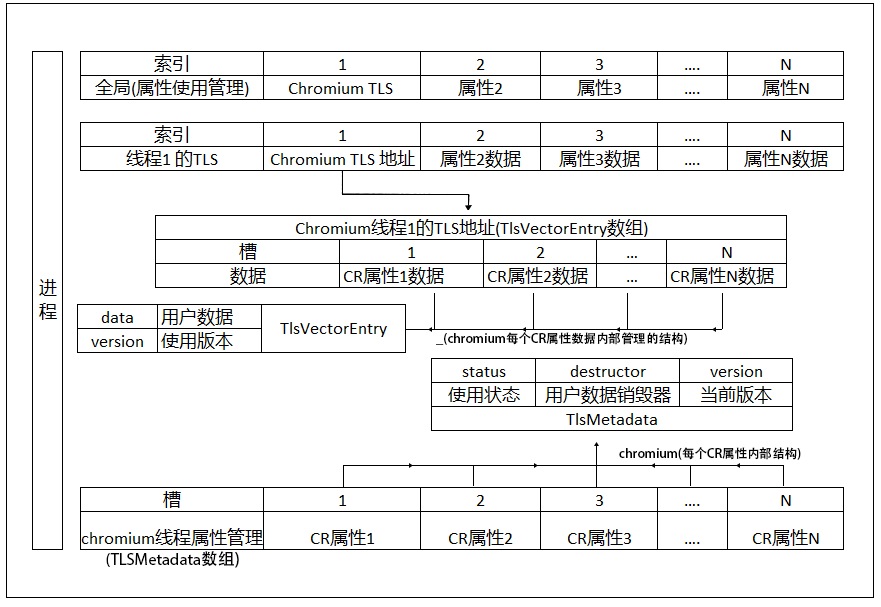 进程
索引 1 2 3 .... N
全局(属性使用管理) Chromium TLS 属性2 属性3 .... 属性N
索引 1 2 3 .... N
线程1 的TLS Chromium TLS 地址 属性2数据 属性3数据 .... 属性N数据
Chromium线程1的TLS地址(TlsVectorEntry数组)
槽 1 2 ... N
数据 CR属性1数据 CR属性2数据 ... CR属性N数据
data 用户数据 TlsVectorEntry
version 使用版本
_(chromium每个CR属性数据内部管理的结构)
status destructor version
使用状态 用户数据销毁器 当前版本
TlsMetadata
chromium(每个CR属性内部结构)
槽 1 2 3 .... N
chromium线程属性管理 CR属性1 CR属性2 CR属性3 .... CR属性N
(TLSMetadata数组)